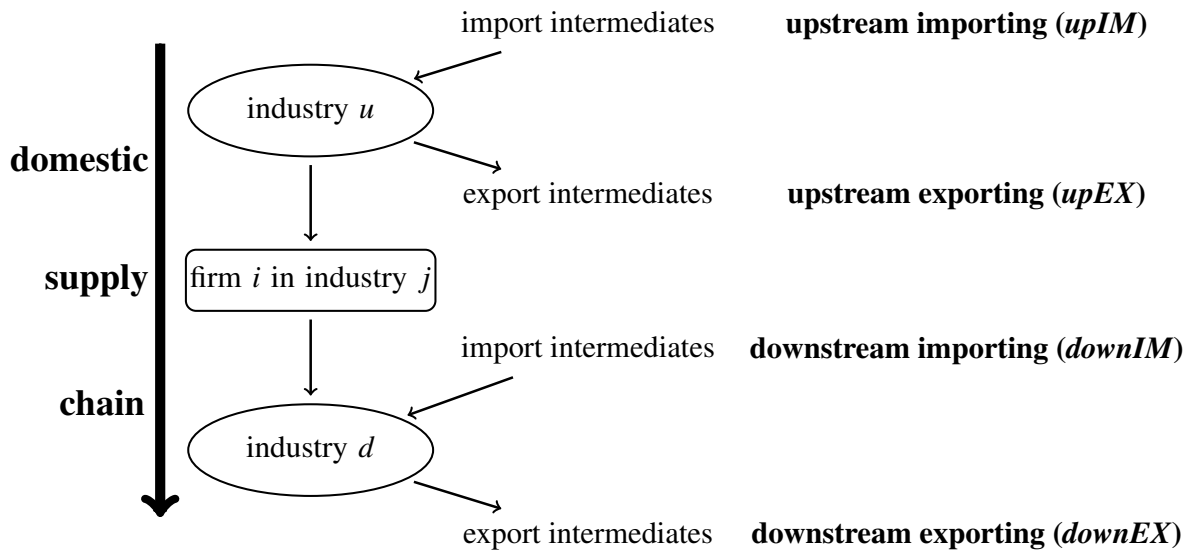 import intermediates upstream importing (upIM)
industry u
domestic
export intermediates upstream exporting (upEX)
supply firm i in industry j
import intermediates downstream importing (downIM)
chain
industry d
export intermediates downstream exporting (downEX)